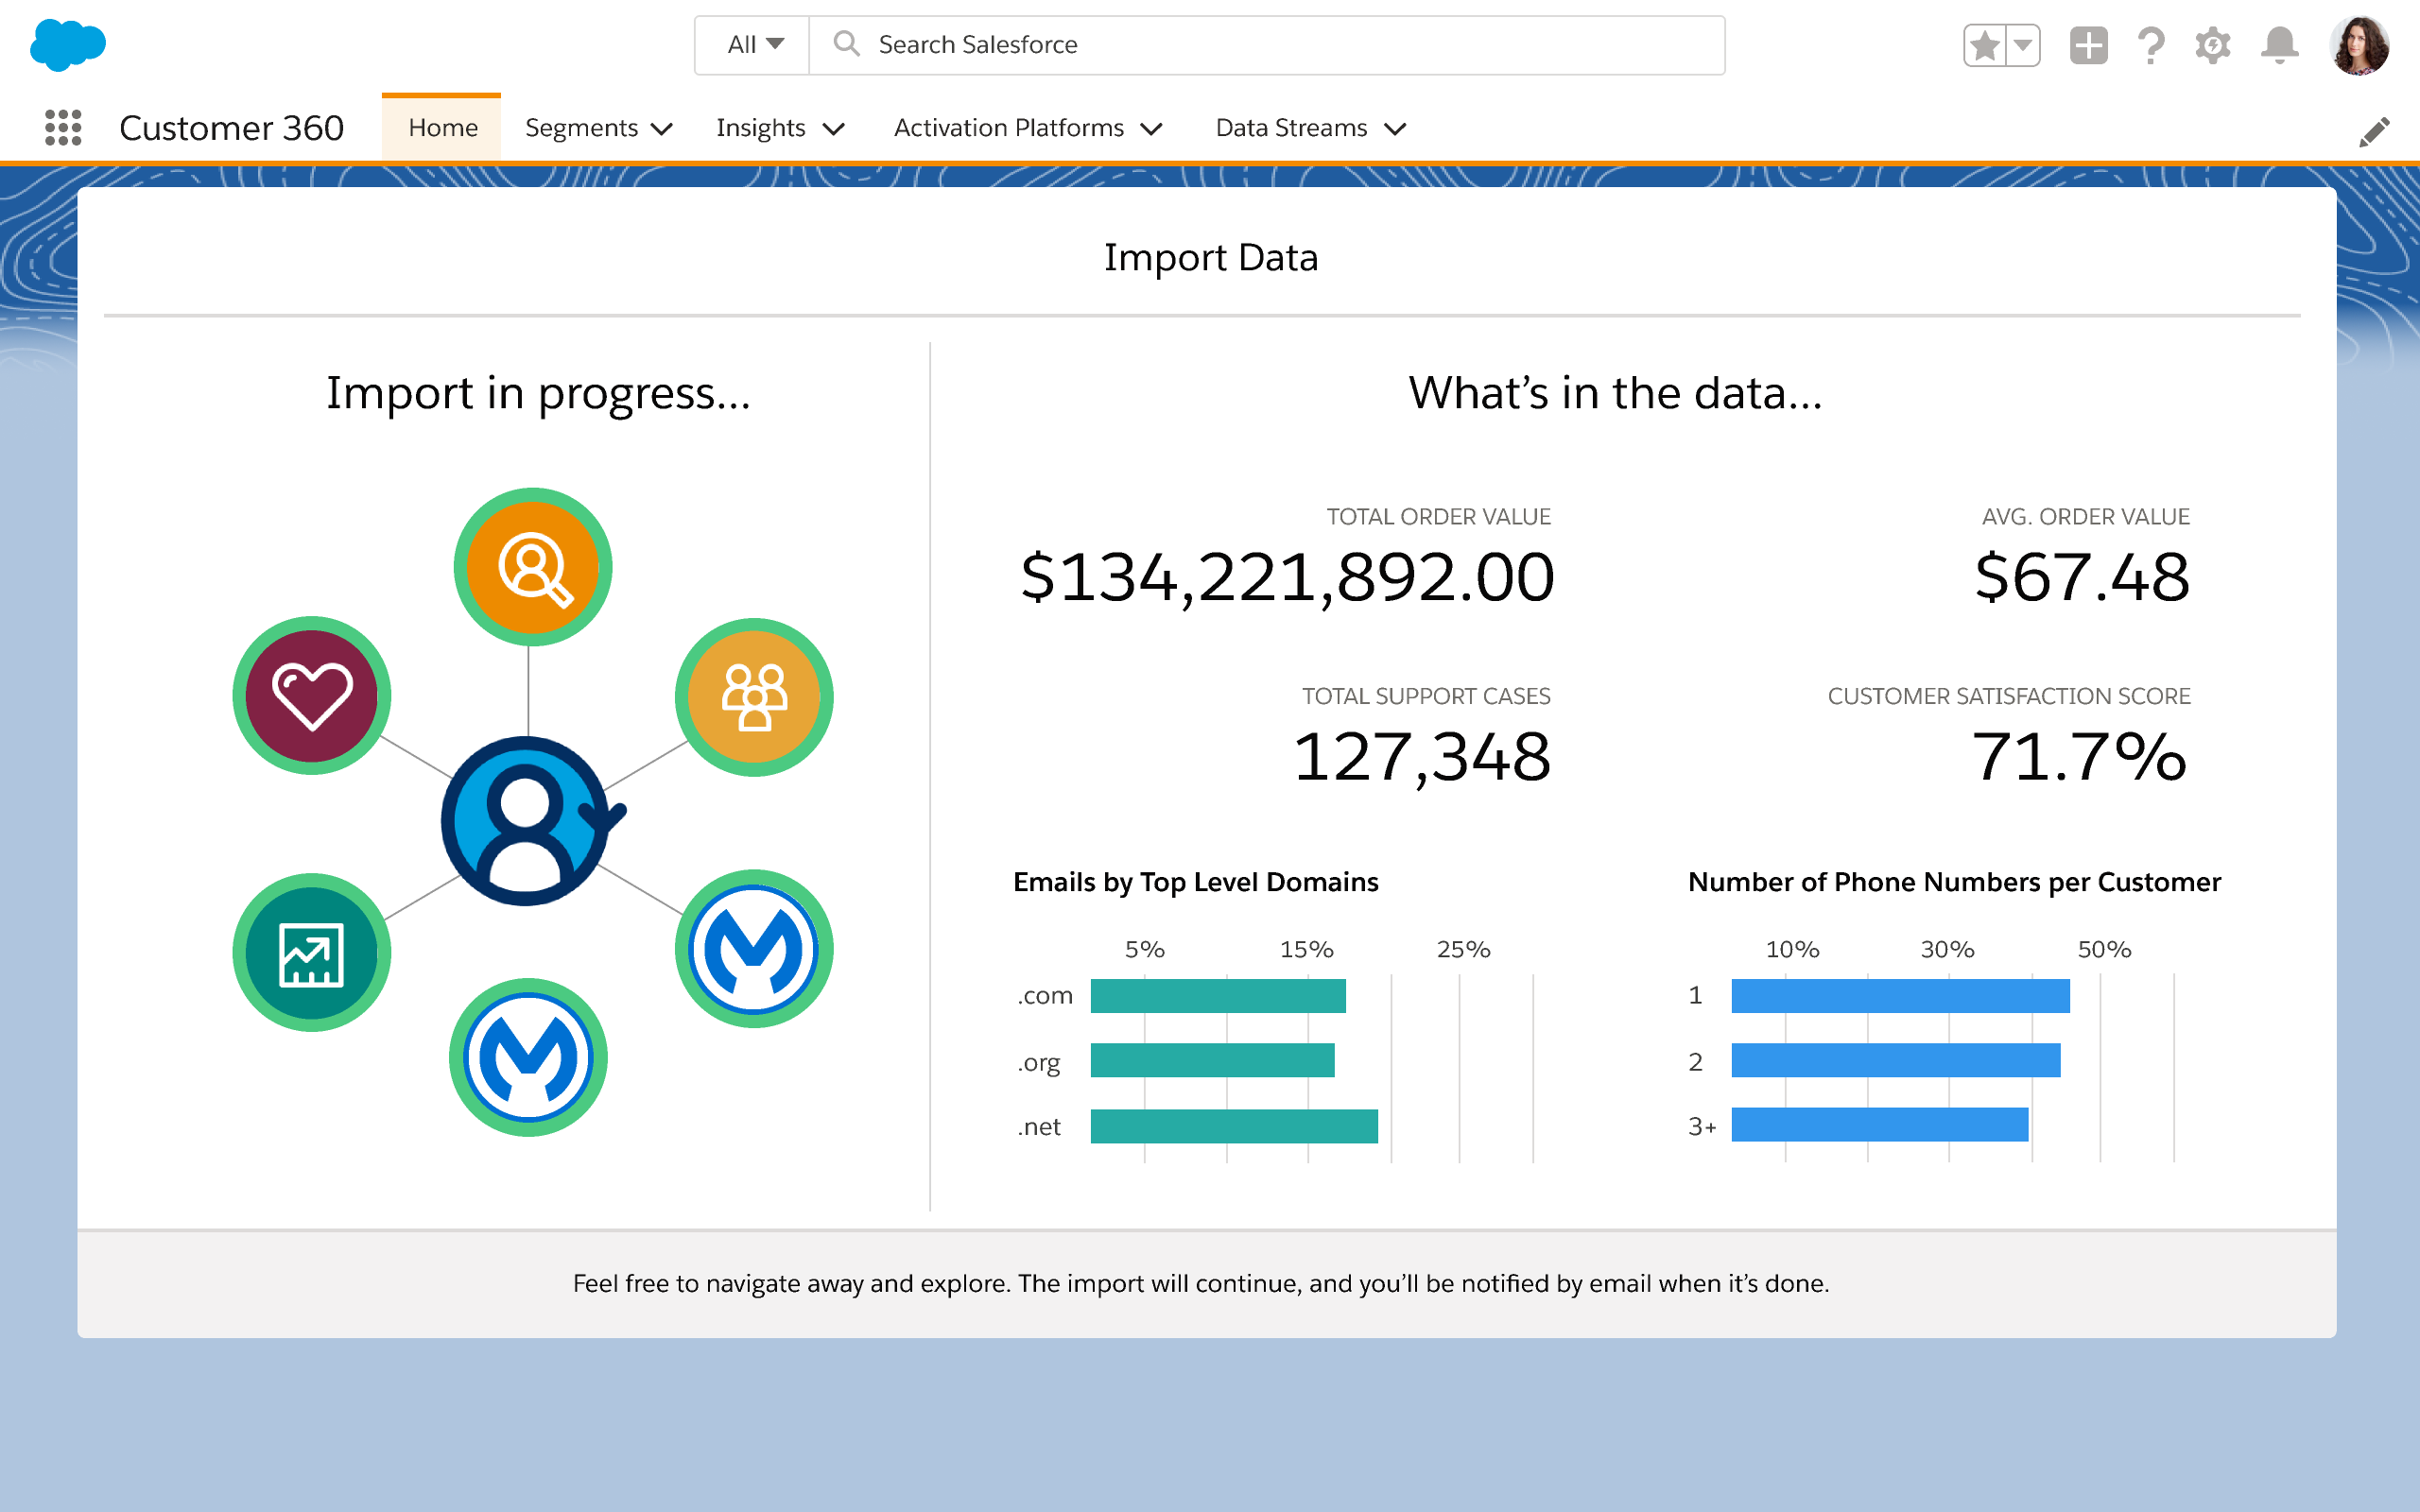 All
Search Salesforce
Customer 360
Home
Segments
Insights
Activation Platforms
Data Streams
Import Data
Import in progress...
What’s in the data...
TOTAL ORDER VALUE
$134,221,892.00
AVG. ORDER VALUE
$67.48
TOTAL SUPPORT CASES
127,348
CUSTOMER SATISFACTION SCORE
71.7%
Emails by Top Level Domains
5% 15% 25%
.com
.org
.net
Number of Phone Numbers per Customer
10% 30% 50%
1
2
3+
Feel free to navigate away and explore. The import will continue, and you’ll be notified by email when it’s done.